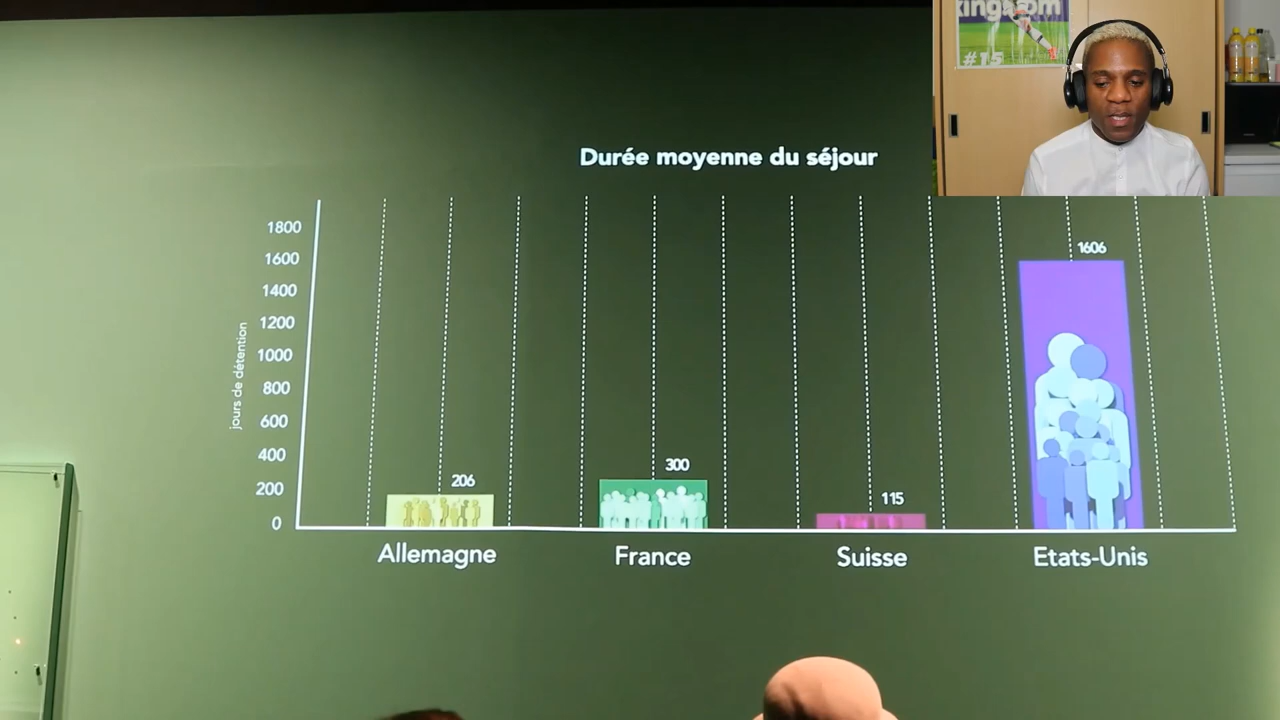 #15
Durée moyenne du séjour
jours de détention
1800
1600
1400
1200
1000
800
600
400
200
0
206
300
115
1606
Allemagne
France
Suisse
Etats-Unis